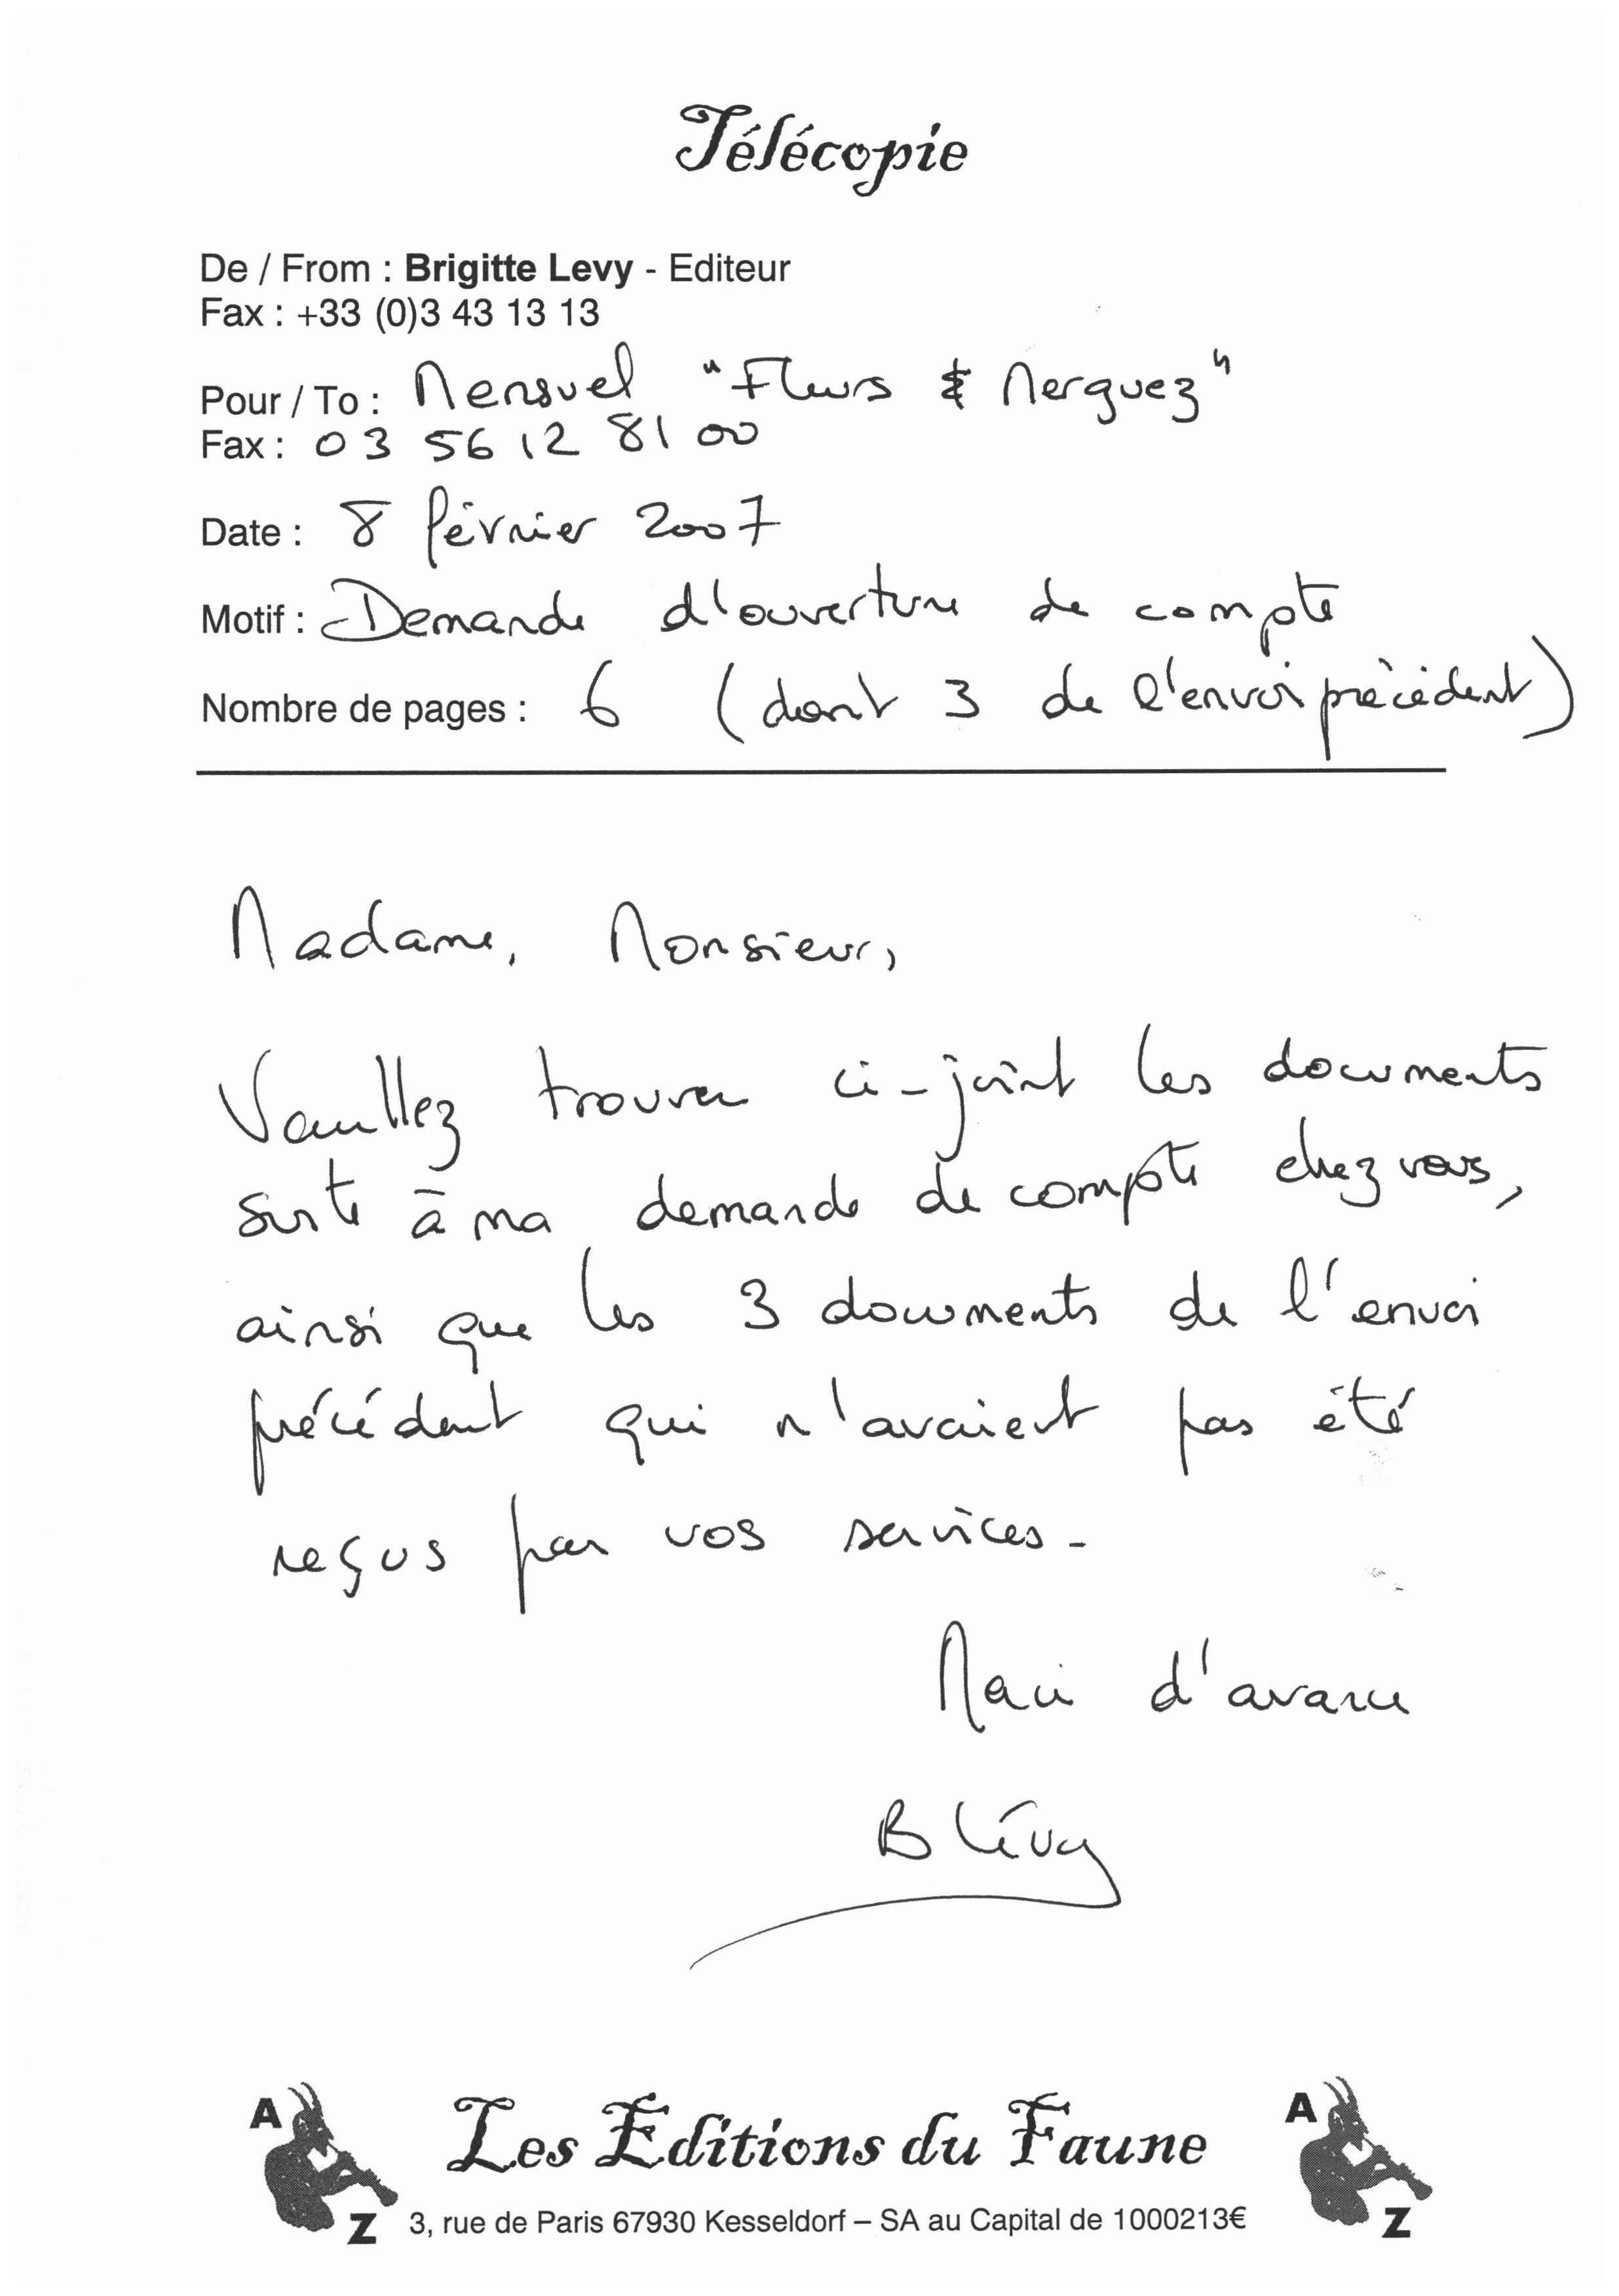 Télécopie
De / From : Brigitte Levy - Editeur
Fax : +33 (0)3 43 13 13
Pour / To : Mensuel "Fleurs & Merguez"
Fax : 03 56 12 81 00
Date : 8 février 2007
Motif : Demande d'ouverture de compte
Nombre de pages : 6 (dont 3 de l'envoi précédent)
Madame, Monsieur,
Veuillez trouver ci-joint les documents
suite à ma demande de compte chez vous,
ainsi que les 3 documents de l'envoi
précédent qui n'avaient pas été
reçus par vos services.
Merci d'avance
B Lévy
A Z
Les Editions du Faune
A Z
3, rue de Paris 67930 Kesseldorf – SA au Capital de 1000213€